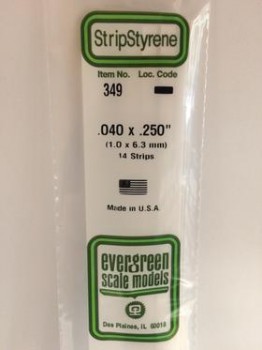 StripStyrene
Item No. Loc. Code
349
.040 x .250"
(1.0 x 6.3 mm)
14 Strips
Made in U.S.A
evergreen
scale models
Des Plaines, IL 60018